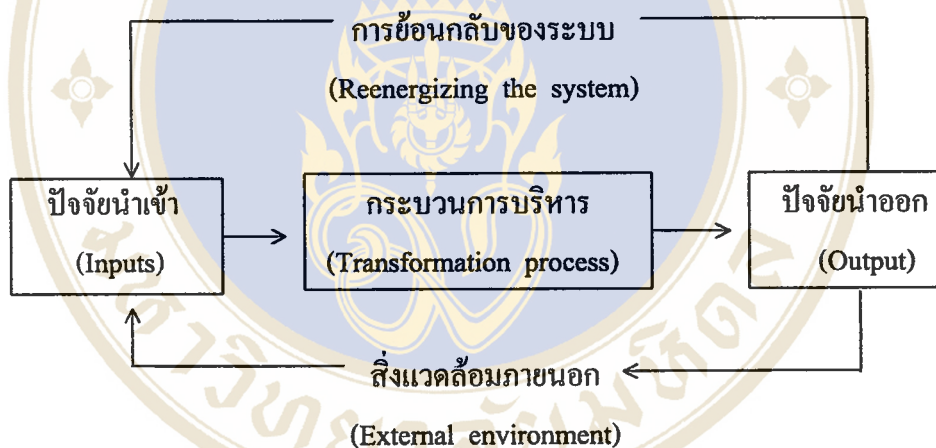 การย้อนกลับของระบบ
(Reenergizing the system)
ปัจจัยนำเข้า
(Inputs)
กระบวนการบริหาร
(Transformation process)
ปัจจัยนำออก
(Output)
สิ่งแวดล้อมภายนอก
(External environment)